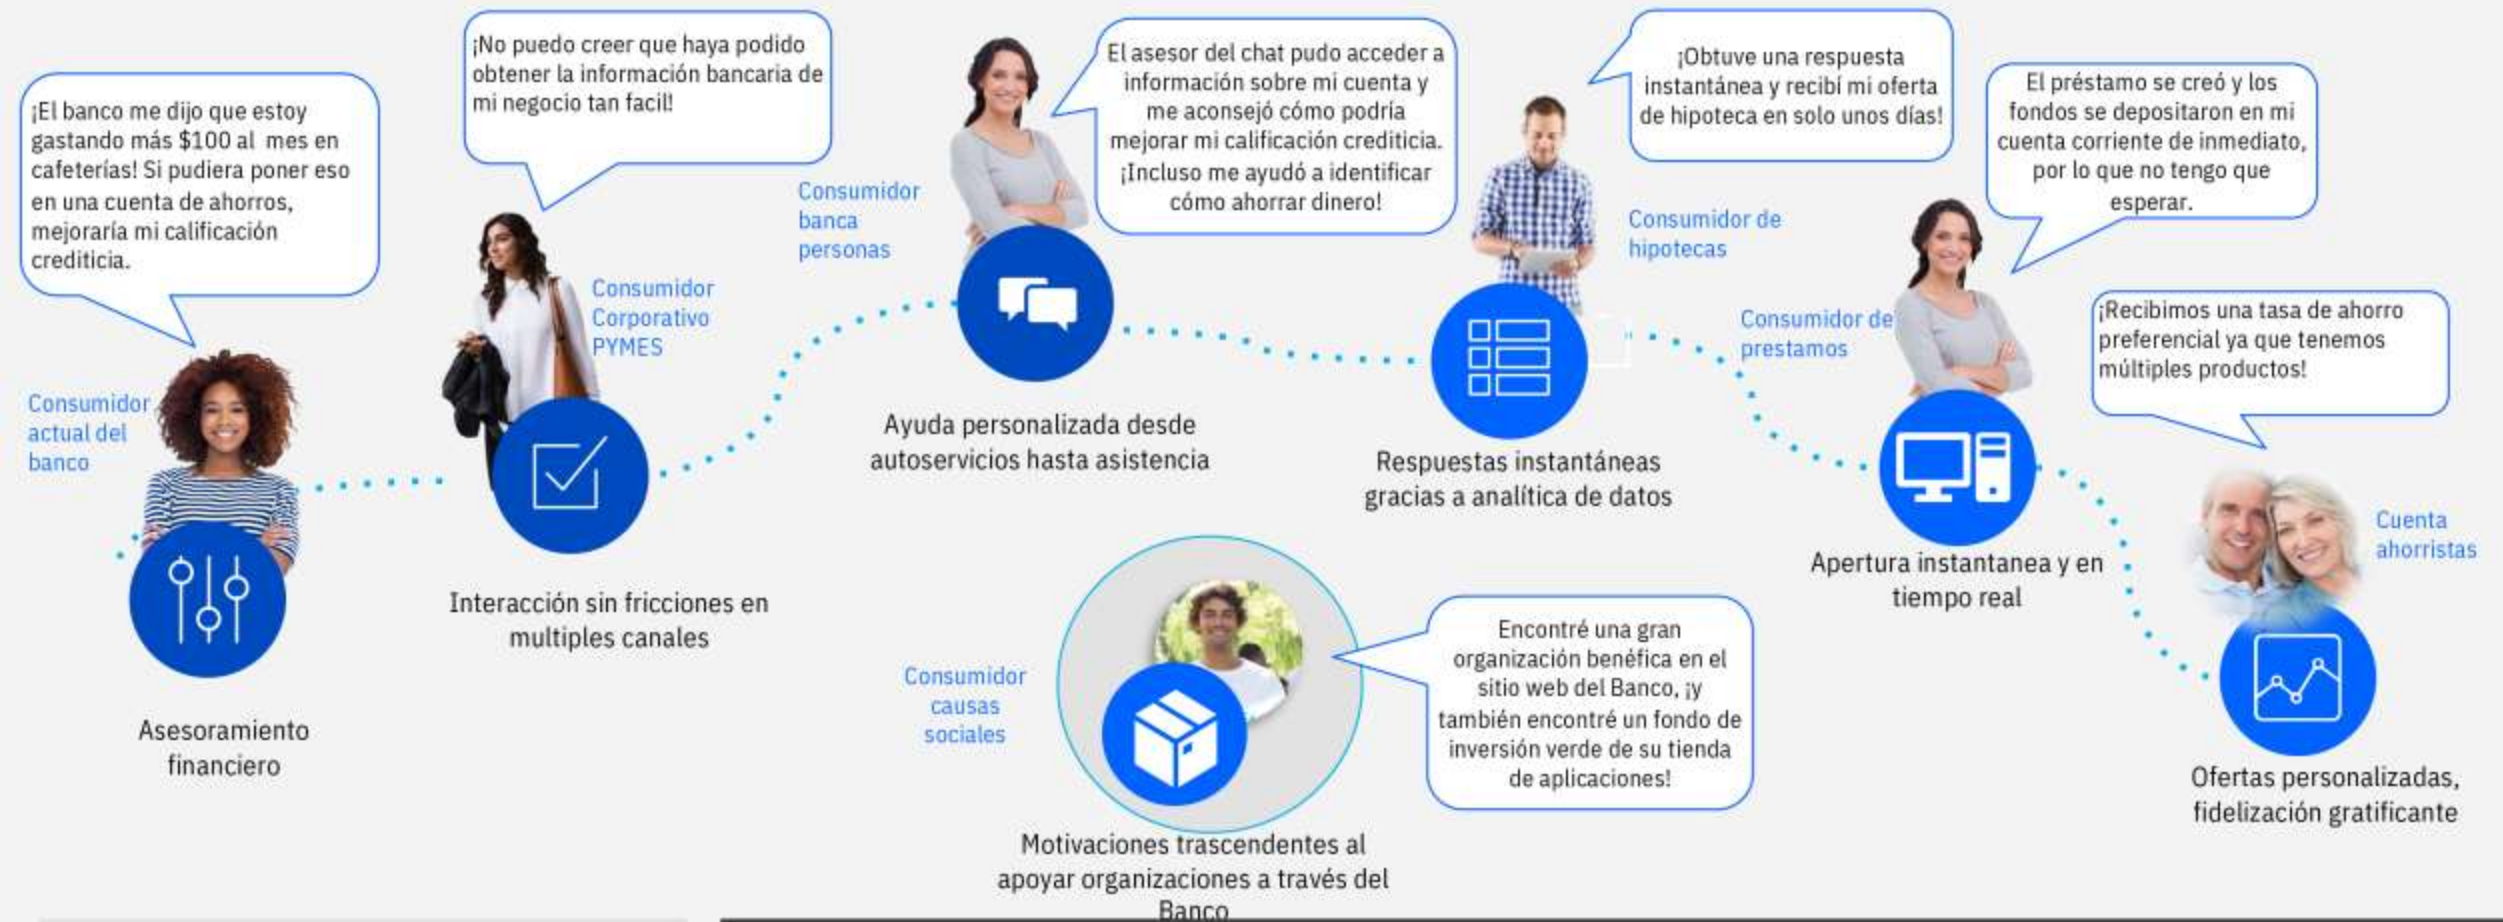 ¡El banco me dijo que estoy
gastando más $100 al mes en
cafeterías! Si pudiera poner eso
en una cuenta de ahorros,
mejoraría mi calificación
crediticia.
Consumidor
actual del
banco
Asesoramiento
financiero
¡No puedo creer que haya podido
obtener la información bancaria de
mi negocio tan facil!
Consumidor
Corporativo
PYMES
Interacción sin fricciones en
multiples canales
Consumidor
banca
personas
El asesor del chat pudo acceder a
información sobre mi cuenta y
me aconsejó cómo podría
mejorar mi calificación crediticia.
¡Incluso me ayudó a identificar
cómo ahorrar dinero!
Ayuda personalizada desde
autoservicios hasta asistencia
¡Obtuve una respuesta
instantánea y recibí mi oferta
de hipoteca en solo unos días!
Consumidor de
hipotecas
Respuestas instantáneas
gracias a analítica de datos
El préstamo se creó y los
fondos se depositaron en mi
cuenta corriente de inmediato,
por lo que no tengo que
esperar.
Consumidor de
prestamos
Apertura instantanea y en
tiempo real
¡Recibimos una tasa de ahorro
preferencial ya que tenemos
múltiples productos!
Cuenta
ahorristas
Ofertas personalizadas,
fidelización gratificante
Consumidor
causas
sociales
Encontré una gran
organización benéfica en el
sitio web del Banco, ¡y
también encontré un fondo de
inversión verde de su tienda
de aplicaciones!
Motivaciones trascendentes al
apoyar organizaciones a través del
Banco